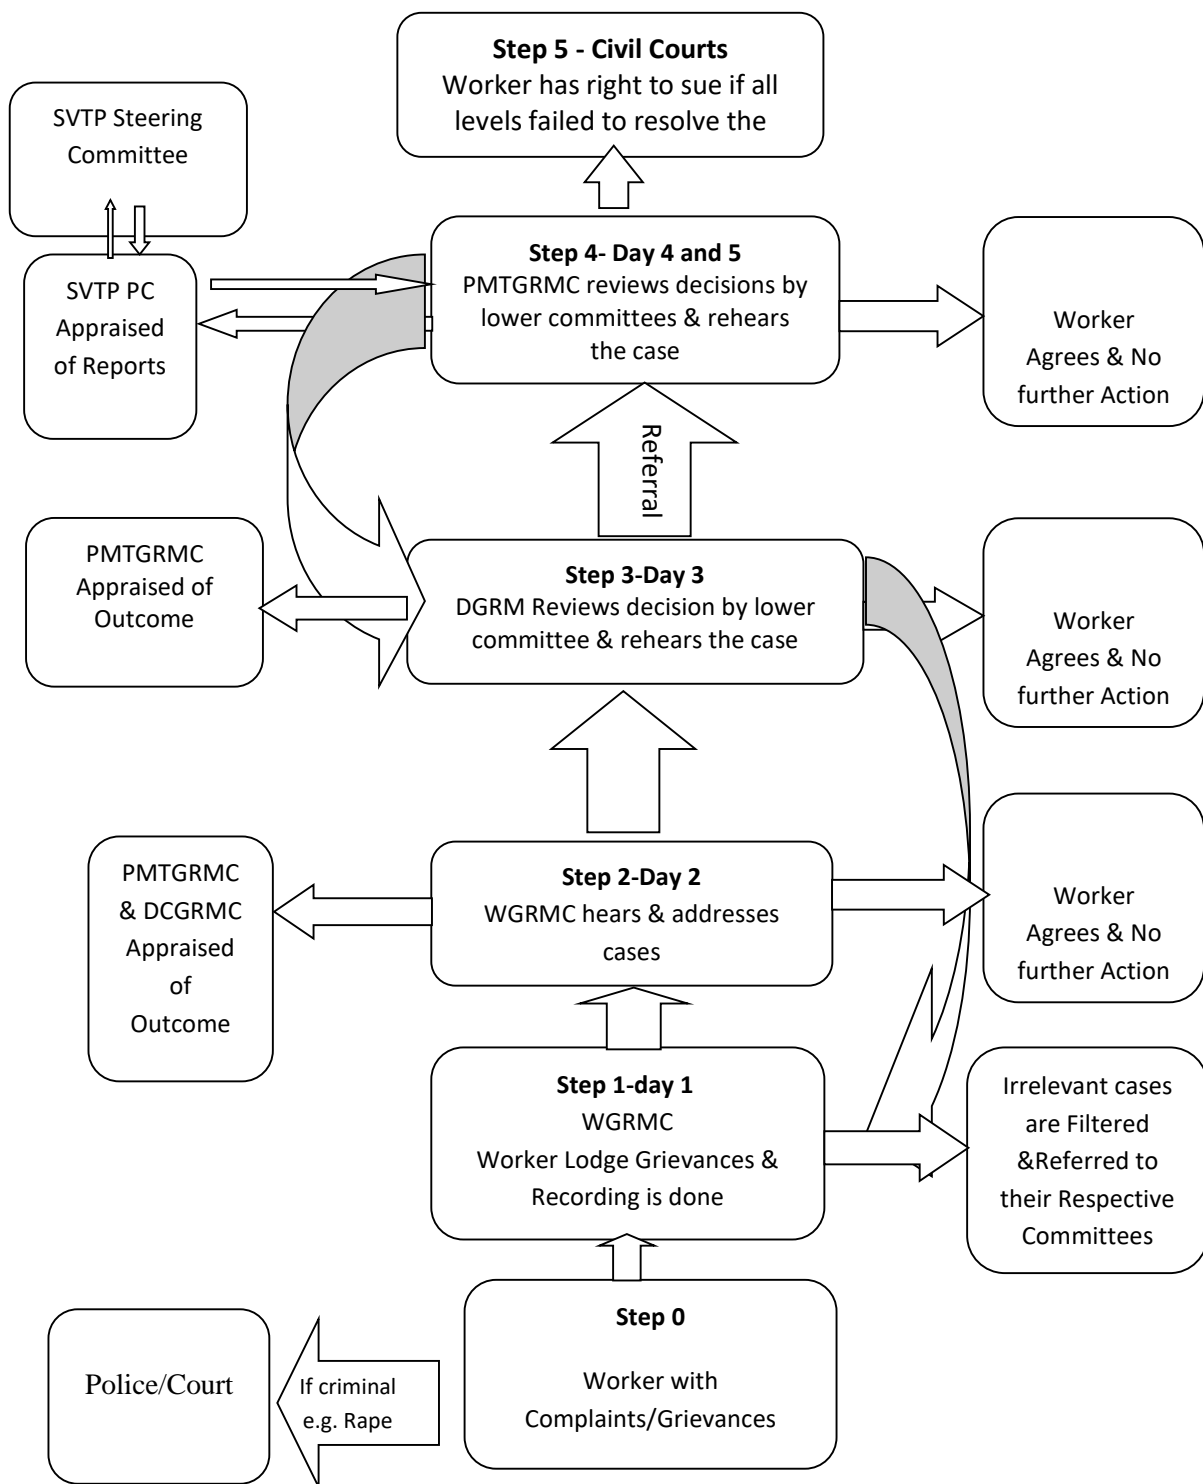 Step 5 - Civil Courts
Worker has right to sue if all
levels failed to resolve the
SVTP Steering
Committee
Step 4- Day 4 and 5
PMTGRMC reviews decisions by
lower committees & rehears
the case
SVTP PC
Appraised
of Reports
Worker
Agrees & No
further Action
Referral
PMTGRMC
Appraised of
Outcome
Step 3-Day 3
DGRM Reviews decision by lower
committee & rehears the case
Worker
Agrees & No
further Action
PMTGRMC
& DCGRMC
Appraised
of
Outcome
Step 2-Day 2
WGRMC hears & addresses
cases
Worker
Agrees & No
further Action
Step 1-day 1
WGRMC
Worker Lodge Grievances &
Recording is done
Irrelevant cases
are Filtered
&Referred to
their Respective
Committees
Step 0
Worker with
Complaints/Grievances
If criminal
e.g. Rape
Police/Court